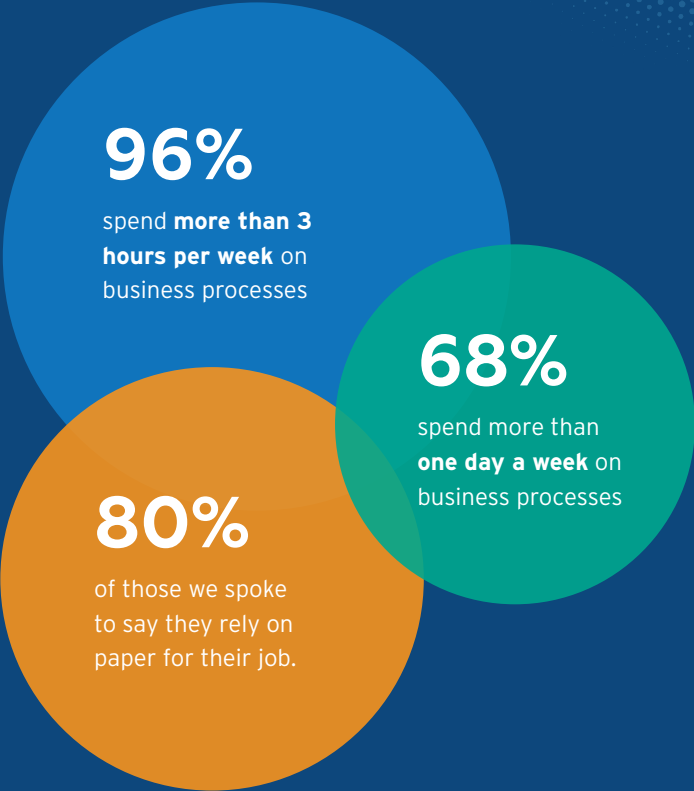 96%
spend more than 3
hours per week on
business processes
68%
spend more than
one day a week on
business processes
80%
of those we spoke
to say they rely on
paper for their job.